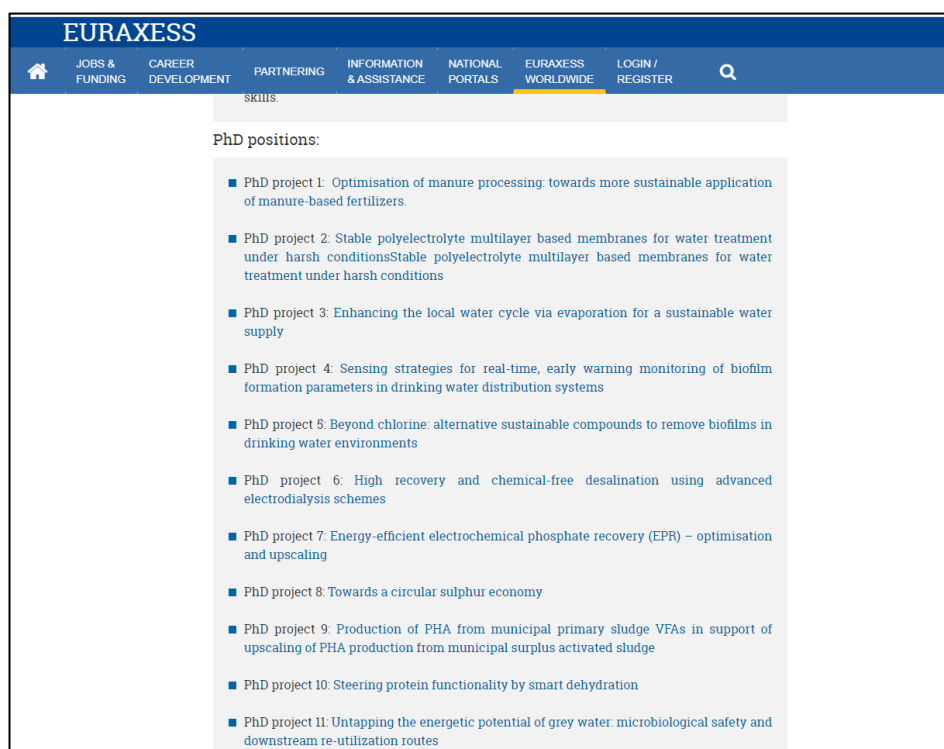 EURAXESS
JOBS & FUNDING
CAREER DEVELOPMENT
PARTNERING
INFORMATION & ASSISTANCE
NATIONAL PORTALS
EURAXESS WORLDWIDE
LOGIN / REGISTER
skills.
PhD positions:
PhD project 1: Optimisation of manure processing: towards more sustainable application
of manure-based fertilizers.
PhD project 2: Stable polyelectrolyte multilayer based membranes for water treatment
under harsh conditionsStable polyelectrolyte multilayer based membranes for water
treatment under harsh conditions
PhD project 3: Enhancing the local water cycle via evaporation for a sustainable water
supply
PhD project 4: Sensing strategies for real-time, early warning monitoring of biofilm
formation parameters in drinking water distribution systems
PhD project 5: Beyond chlorine: alternative sustainable compounds to remove biofilms in
drinking water environments
PhD project 6: High recovery and chemical-free desalination using advanced
electrodialysis schemes
PhD project 7: Energy-efficient electrochemical phosphate recovery (EPR) – optimisation
and upscaling
PhD project 8: Towards a circular sulphur economy
PhD project 9: Production of PHA from municipal primary sludge VFAs in support of
upscaling of PHA production from municipal surplus activated sludge
PhD project 10: Steering protein functionality by smart dehydration
PhD project 11: Untapping the energetic potential of grey water: microbiological safety and
downstream re-utilization routes